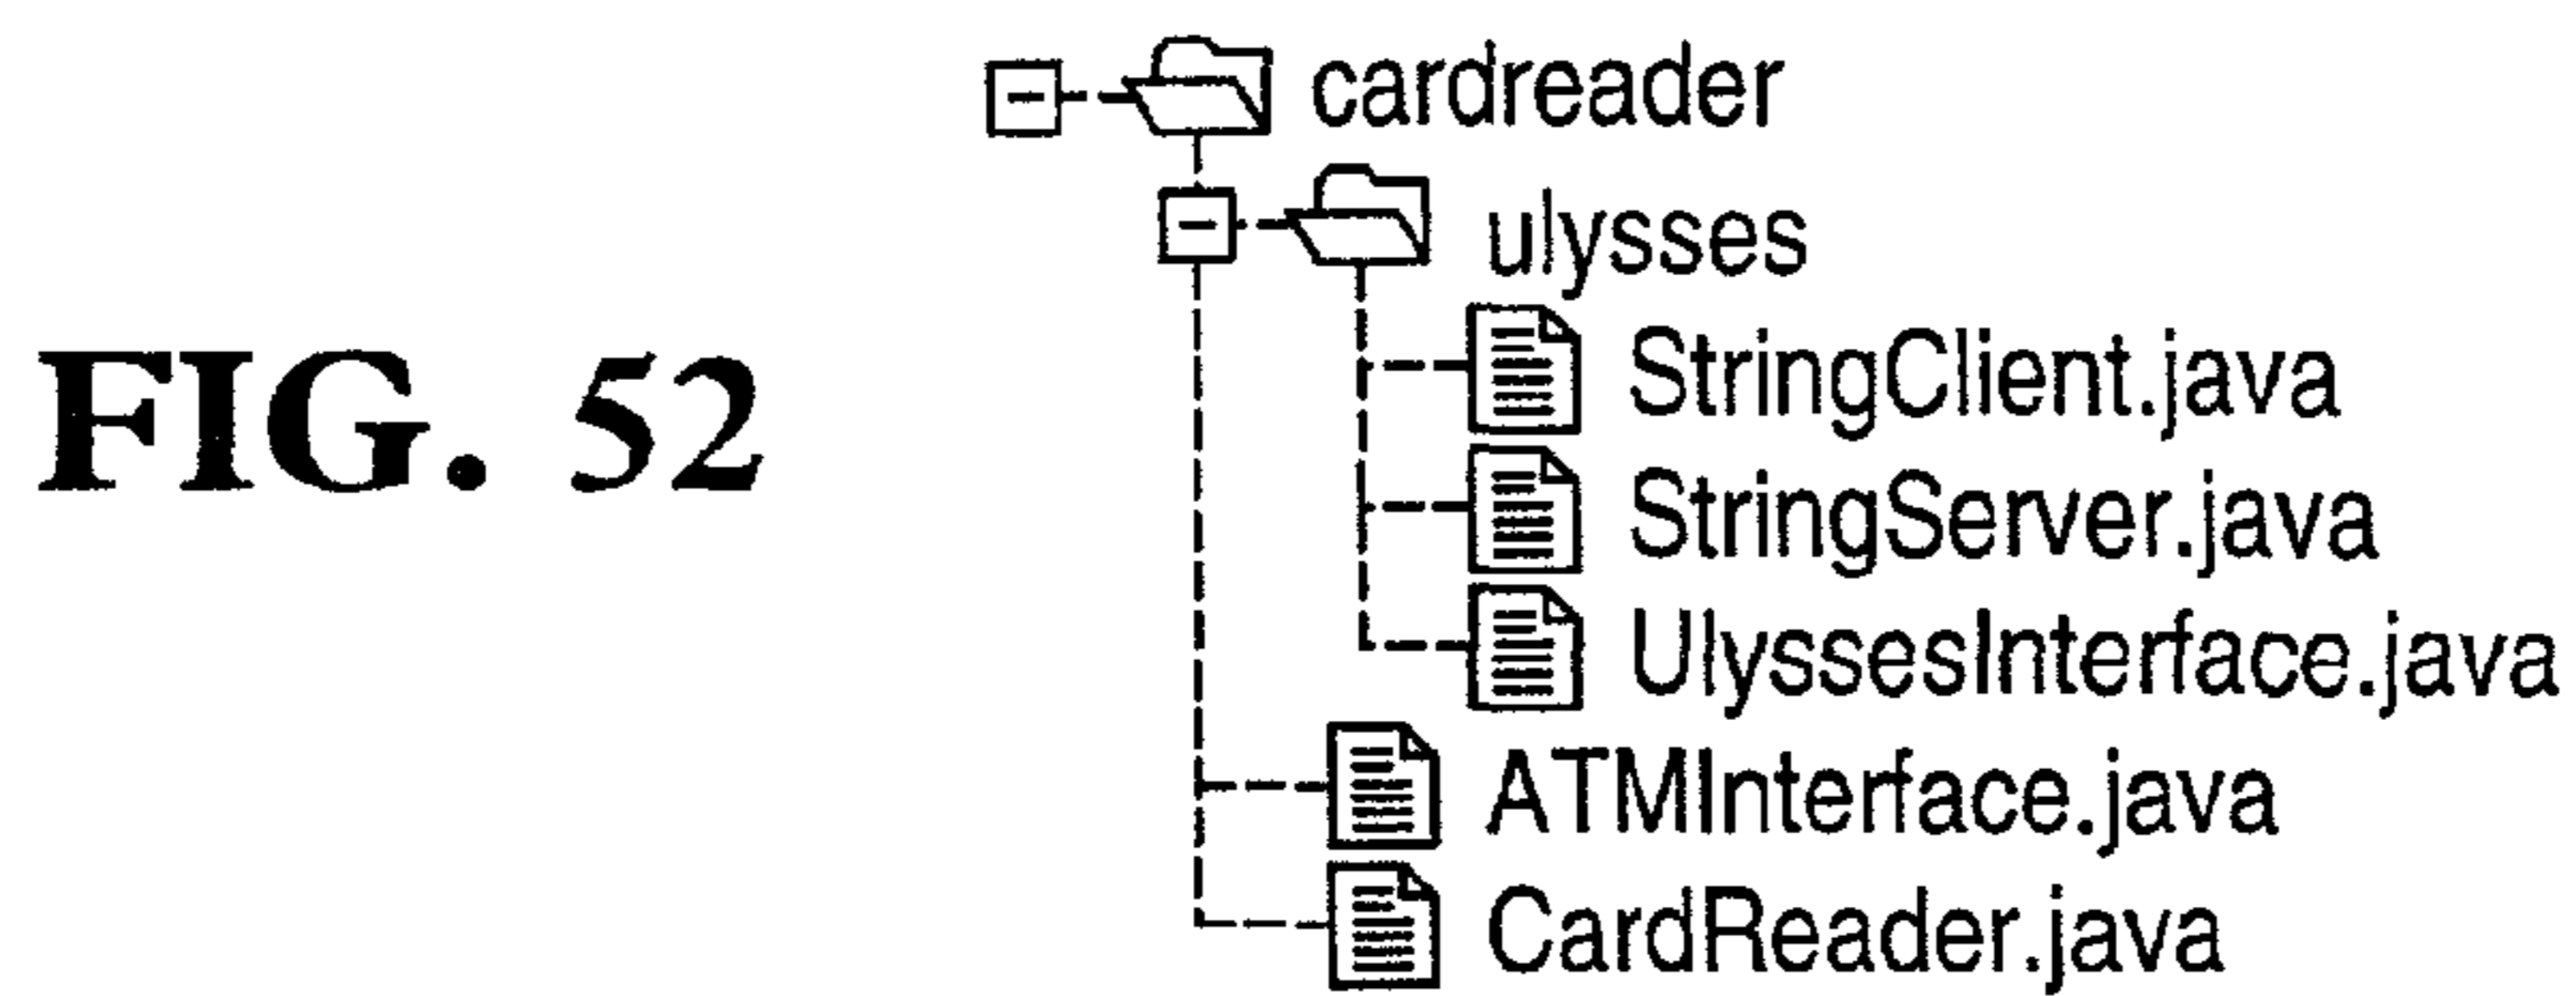 cardreader
ulysses
FIG. 52
StringClient.java
StringServer.java
UlyssesInterface.java
ATMInterface.java
CardReader.java